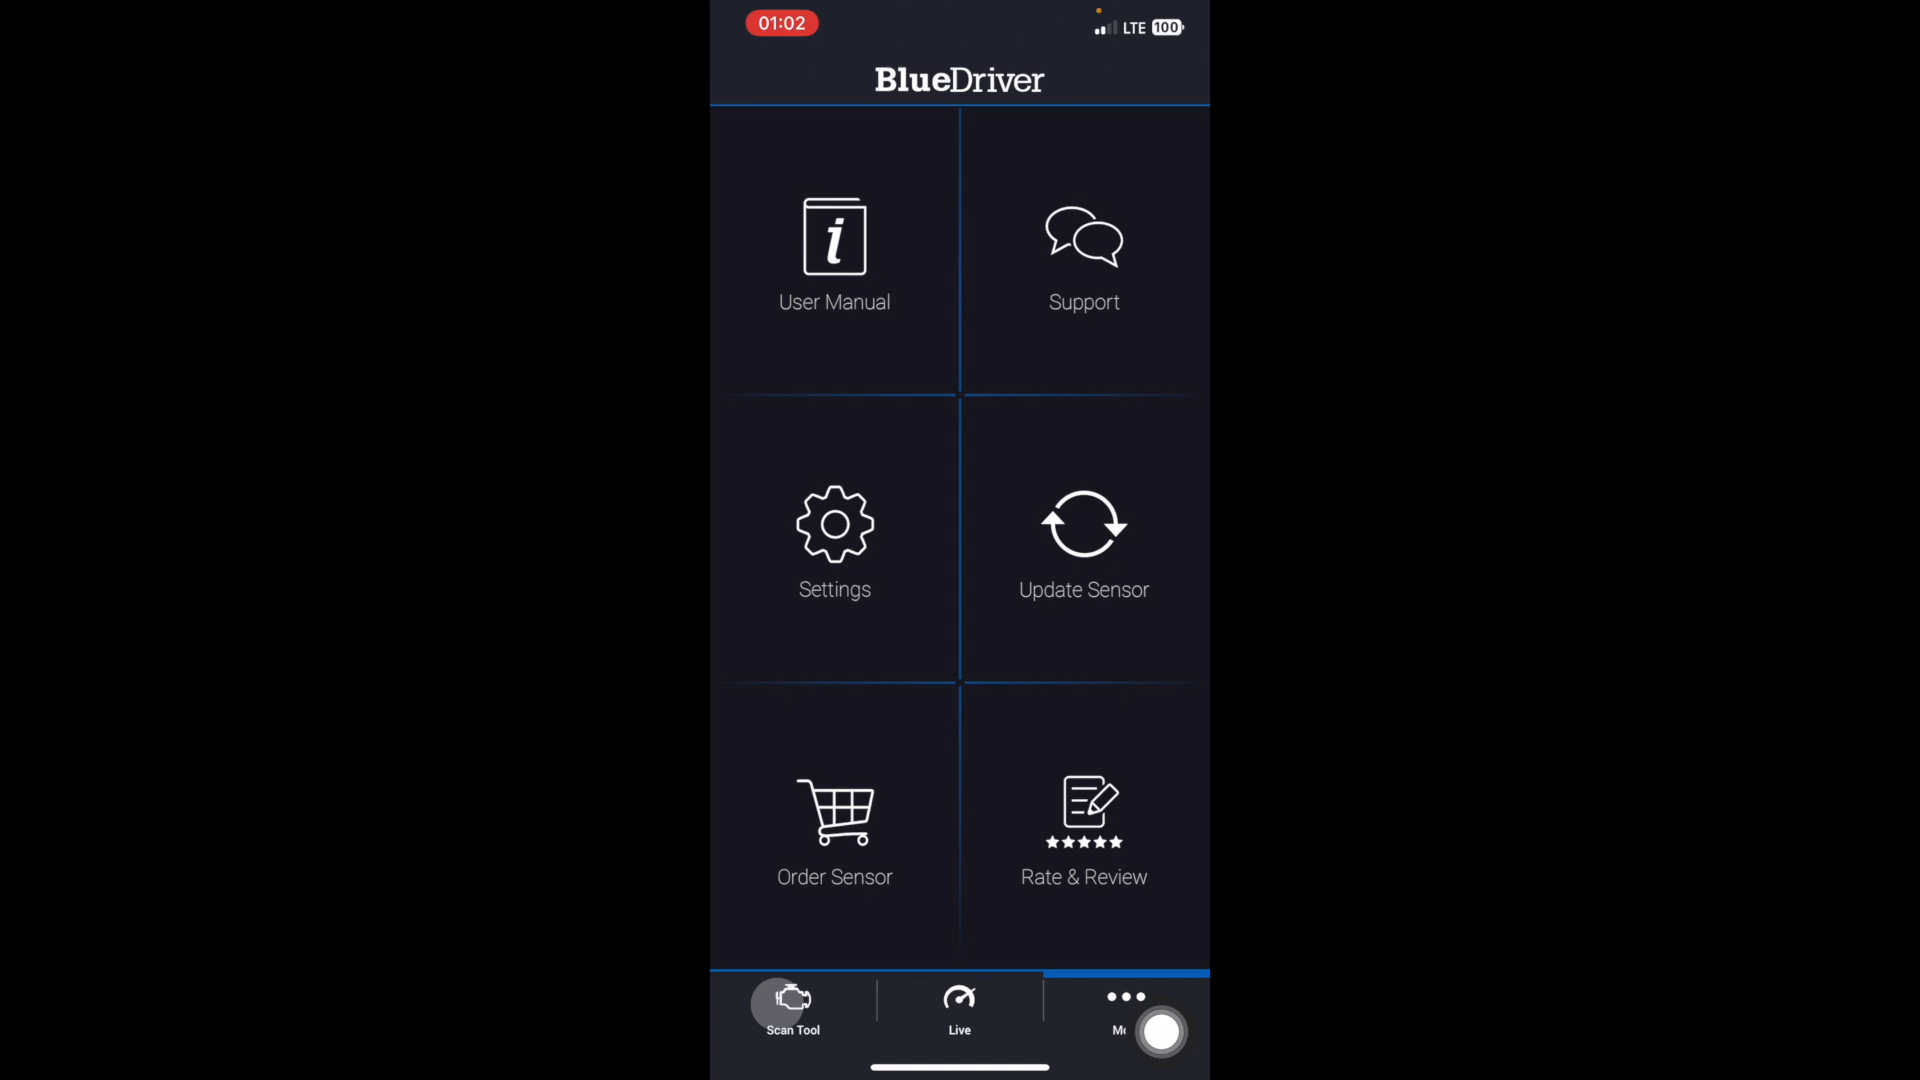 01:02
LTE 100
BlueDriver
i
User Manual
Support
Settings
Update Sensor
Order Sensor
Rate & Review
Scan Tool
Live